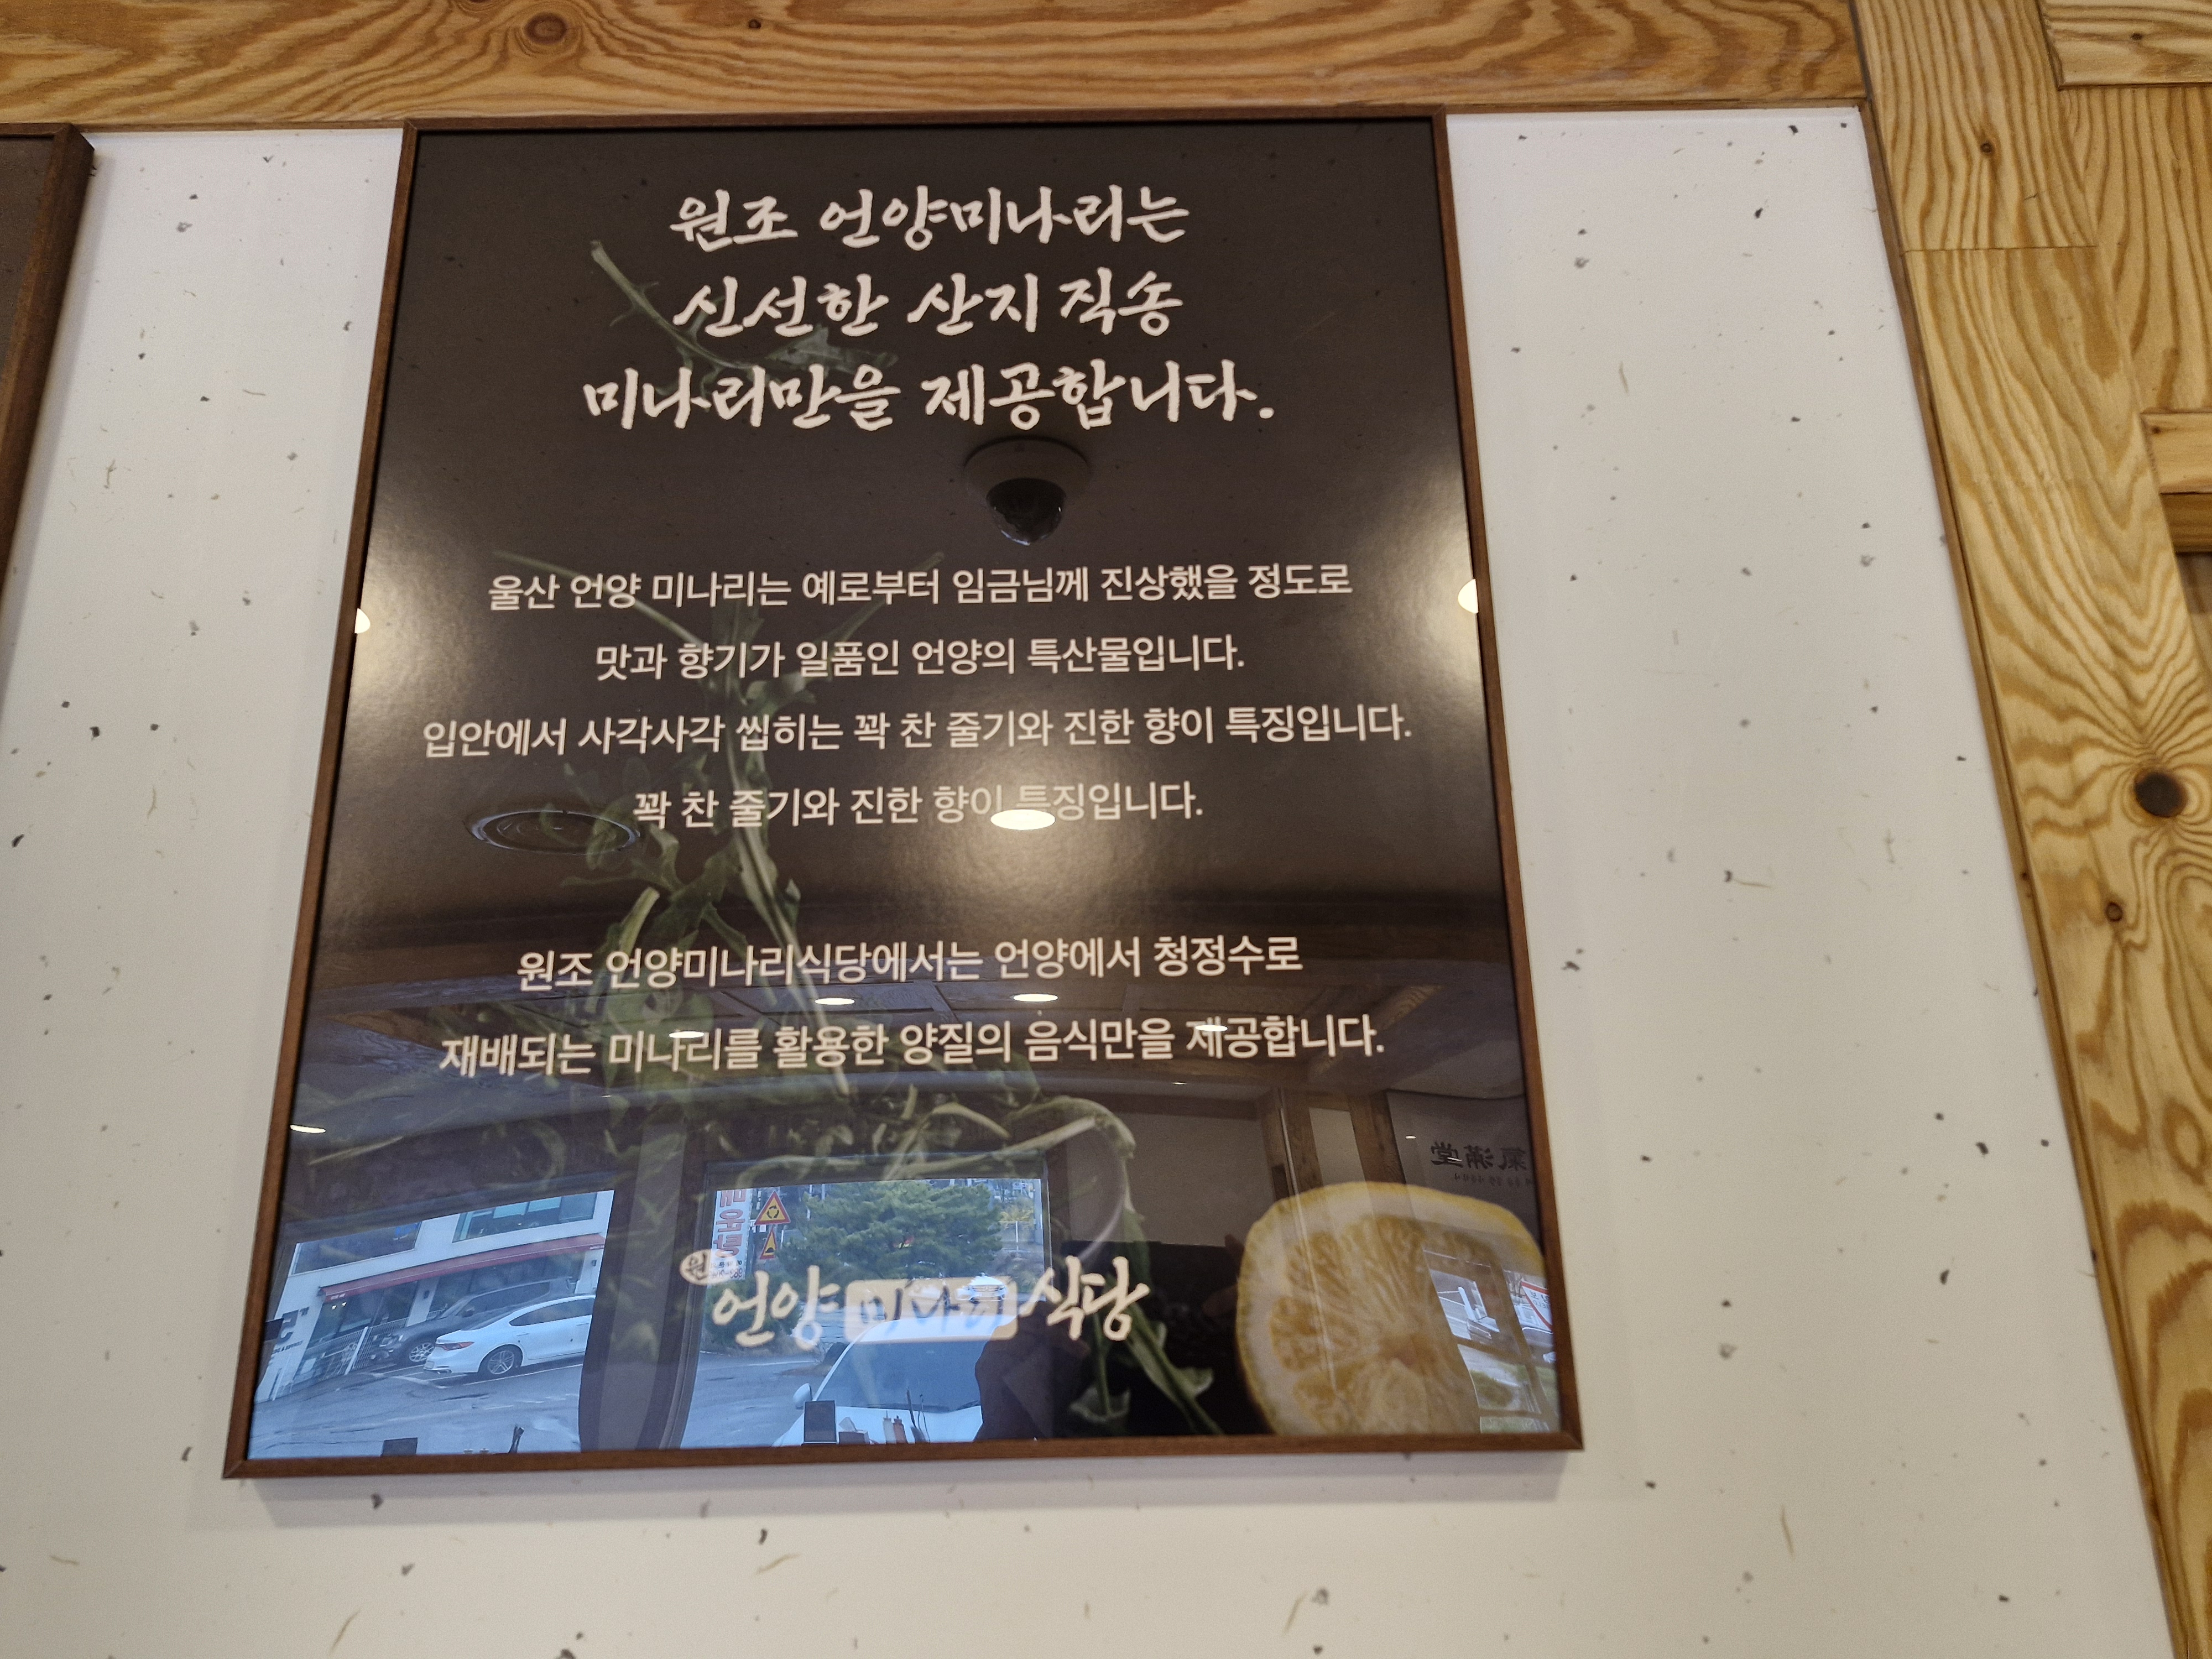 원조 언양미나리는
신선한 산지 직송
미나리만을 제공합니다.
울산 언양 미나리는 예로부터 임금님께 진상했을 정도로
맛과 향기가 일품인 언양의 특산물입니다.
입안에서 사각사각 씹히는 꽉 찬 줄기와 진한 향이 특징입니다.
꽉 찬 줄기와 진한 향이 특징입니다.
원조 언양미나리식당에서는 언양에서 청정수로
재배되는 미나리를 활용한 양질의 음식만을 제공합니다.
원
언양 미나리 식당